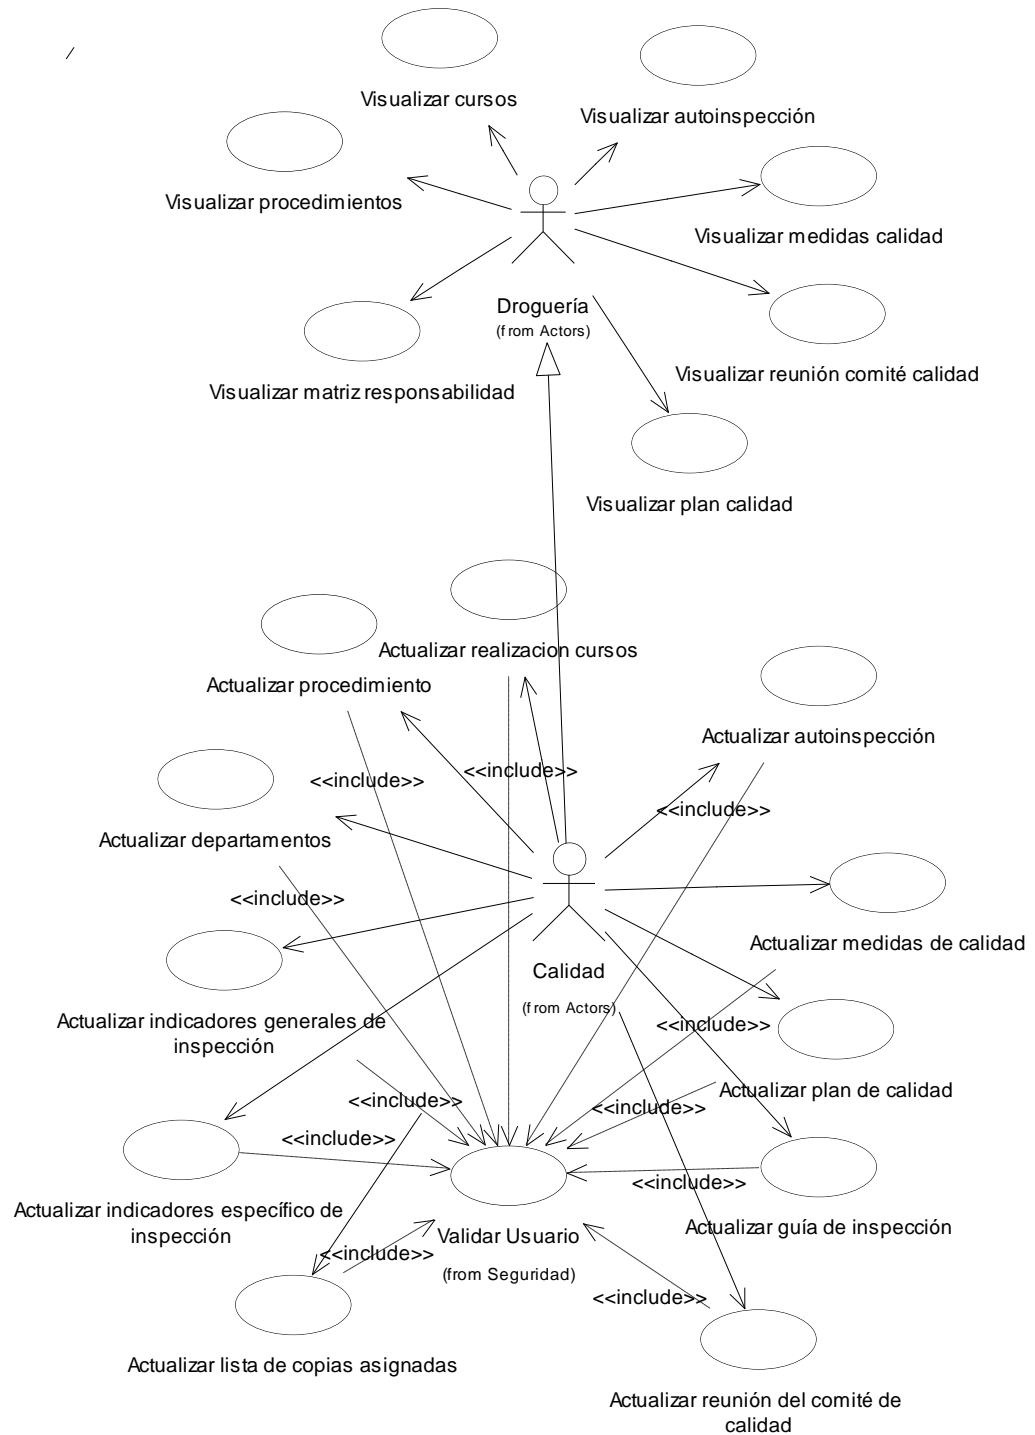 Visualizar cursos
Visualizar autoinspección
Visualizar procedimientos
Visualizar medidas calidad
Droguería
(from Actors)
Visualizar matriz responsabilidad
Visualizar reunión comité calidad
Visualizar plan calidad
Actualizar realizacion cursos
Actualizar procedimiento
Actualizar autoinspección
<<include>>
<<include>>
<<include>>
Actualizar departamentos
<<include>>
Actualizar medidas de calidad
Calidad
(from Actors)
Actualizar indicadores generales de
inspección
<<include>>
Actualizar plan de calidad
<<include>>
<<include>>
<<include>>
<<include>>
Actualizar indicadores específico de
inspección
Validar Usuario
(from Seguridad)
Actualizar guía de inspección
<<include>>
<<include>>
Actualizar lista de copias asignadas
Actualizar reunión del comité de
calidad